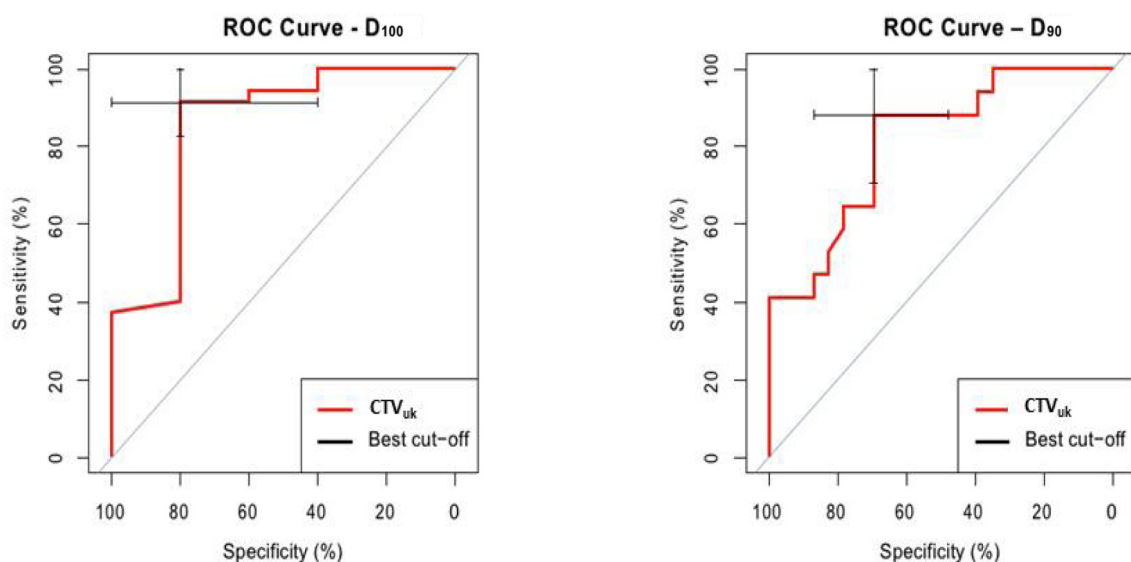 ROC Curve - D100
Sensitivity (%)
100
80
60
40
20
0
100 80 60 40 20 0
Specificity (%)
CTVuk
Best cut-off
ROC Curve – D90
Sensitivity (%)
100
80
60
40
20
0
100 80 60 40 20 0
Specificity (%)
CTVuk
Best cut-off